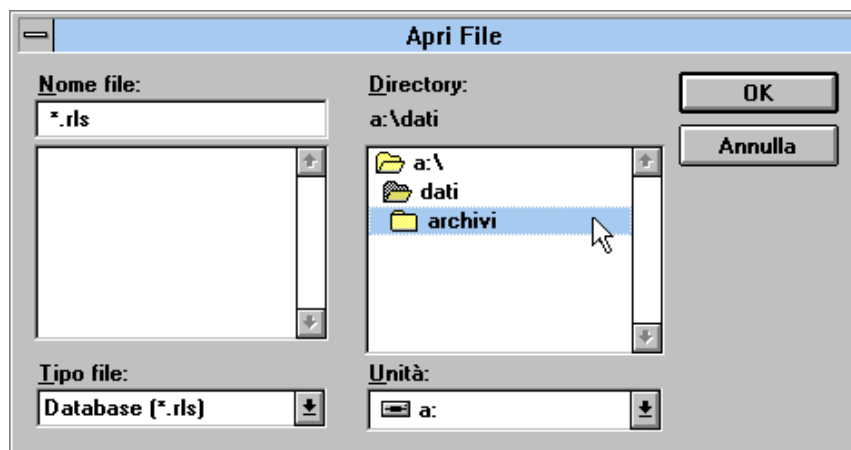 Apri File
Nome file:
*.rls
Directory:
a:\dati
a:\
dati
archivi
OK
Annulla
Tipo file:
Database (*.rls)
Unità:
a: